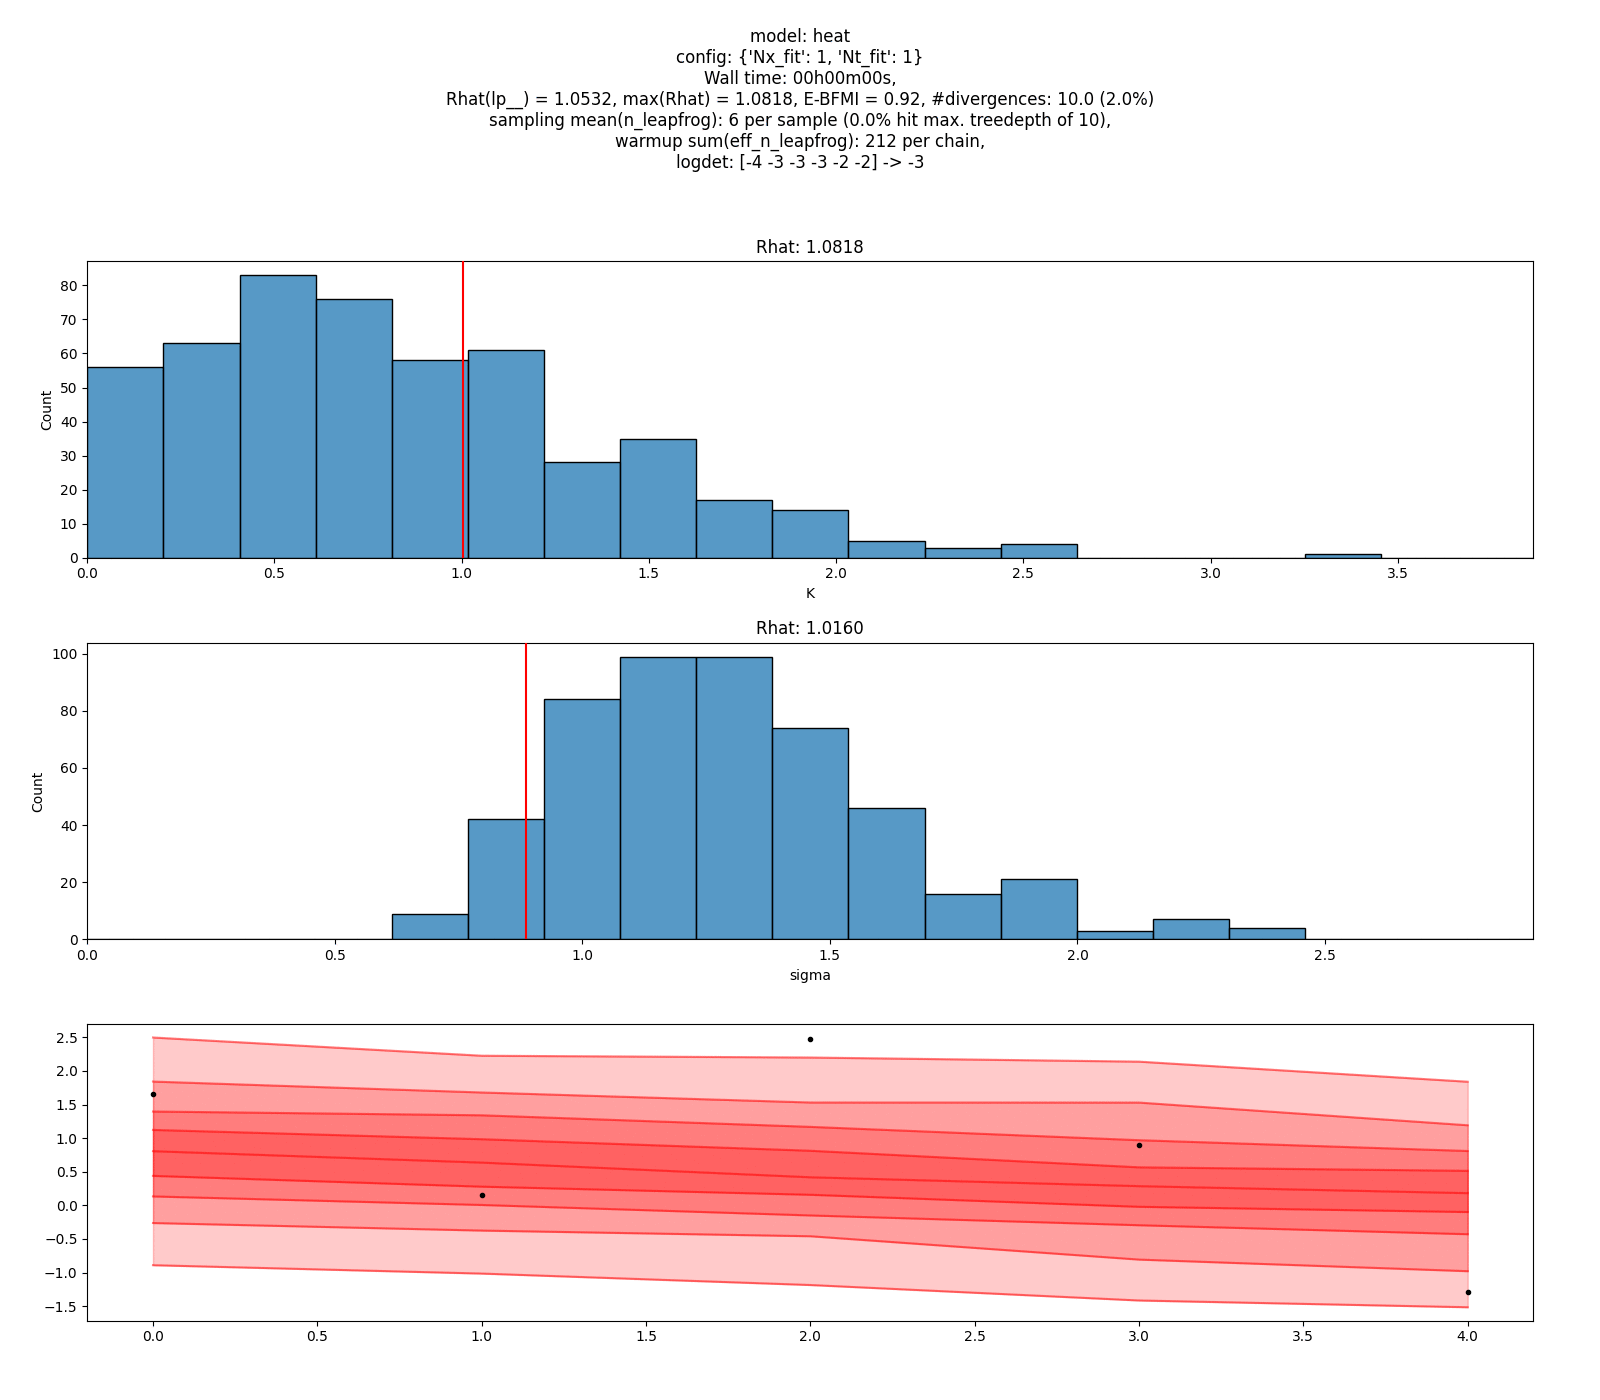 model: heat
config: {'Nx_fit': 1, 'Nt_fit': 1}
Wall time: 00h00m00s,
Rhat(lp__) = 1.0532, max(Rhat) = 1.0818, E-BFMI = 0.92, #divergences: 10.0 (2.0%)
sampling mean(n_leapfrog): 6 per sample (0.0% hit max. treedepth of 10),
warmup sum(eff_n_leapfrog): 212 per chain,
logdet: [-4 -3 -3 -3 -2 -2] -> -3
Rhat: 1.0818
80
70
60
50
40
30
20
10
0
Count
0.0 0.5 1.0 1.5 2.0 2.5 3.0 3.5
K
Rhat: 1.0160
100
80
60
40
20
0
Count
0.0 0.5 1.0 1.5 2.0 2.5
sigma
2.5
2.0
1.5
1.0
0.5
0.0
−0.5
−1.0
−1.5
0.0 0.5 1.0 1.5 2.0 2.5 3.0 3.5 4.0